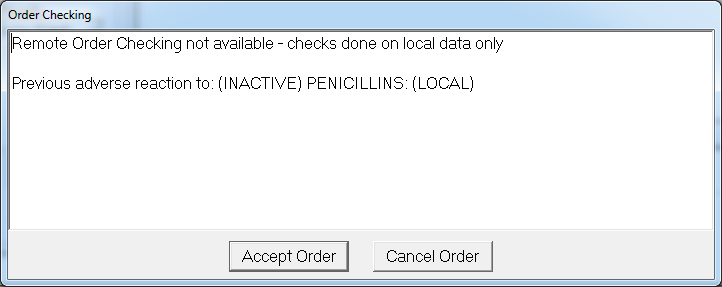 Order Checking
Remote Order Checking not available - checks done on local data only
Previous adverse reaction to: (INACTIVE) PENICILLINS: (LOCAL)
Accept Order
Cancel Order